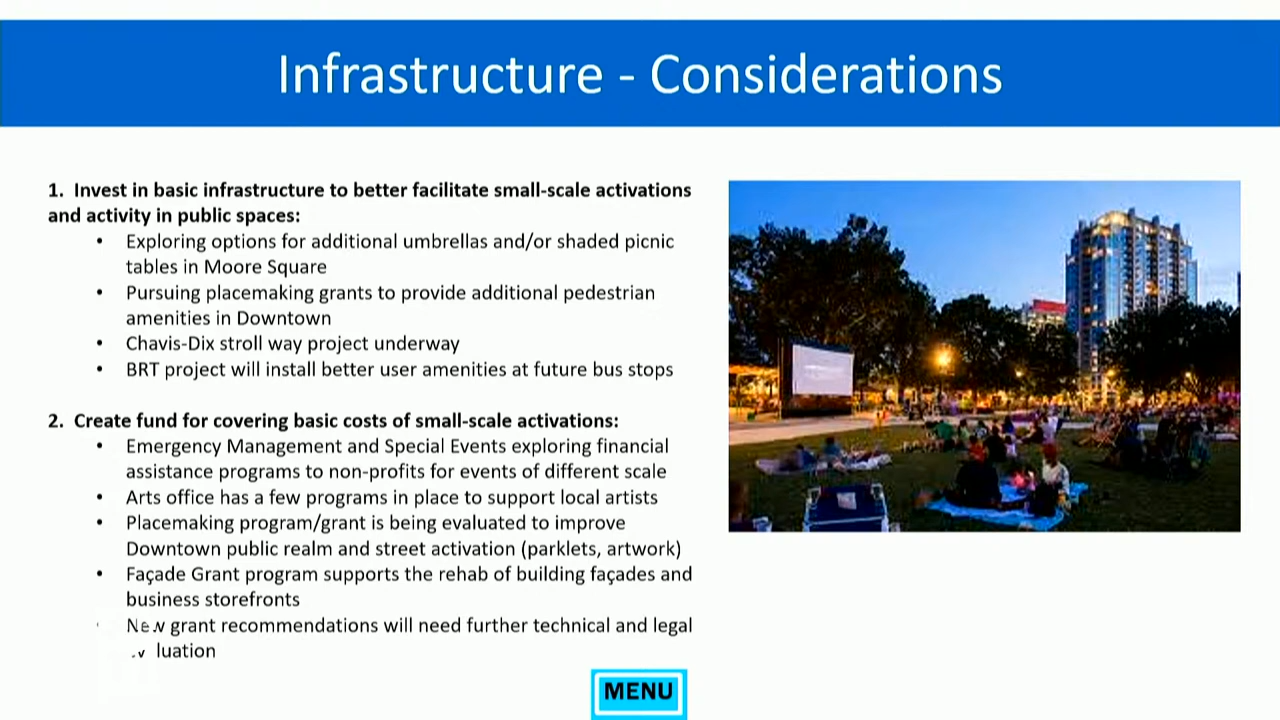 Infrastructure - Considerations
1. Invest in basic infrastructure to better facilitate small-scale activations
and activity in public spaces:
• Exploring options for additional umbrellas and/or shaded picnic
tables in Moore Square
• Pursuing placemaking grants to provide additional pedestrian
amenities in Downtown
• Chavis-Dix stroll way project underway
• BRT project will install better user amenities at future bus stops
2. Create fund for covering basic costs of small-scale activations:
• Emergency Management and Special Events exploring financial
assistance programs to non-profits for events of different scale
• Arts office has a few programs in place to support local artists
• Placemaking program/grant is being evaluated to improve
Downtown public realm and street activation (parklets, artwork)
• Façade Grant program supports the rehab of building façades and
business storefronts
• New grant recommendations will need further technical and legal
MENU